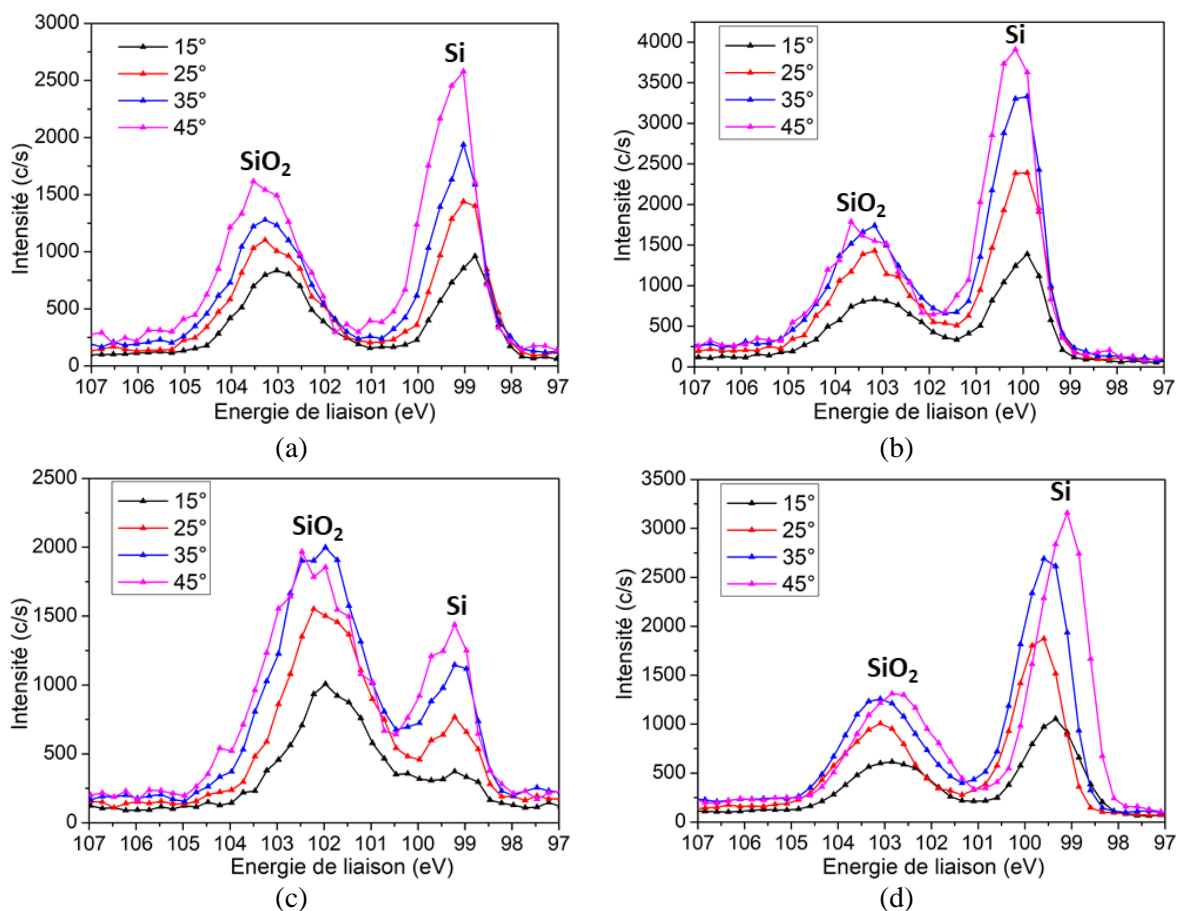 3000
2500
2000
1500
1000
500
0
Intensité (c/s)
15°
25°
35°
45°
SiO₂
Si
107 106 105 104 103 102 101 100 99 98 97
Energie de liaison (eV)
(a)
4000
3500
3000
2500
2000
1500
1000
500
0
Intensité (c/s)
15°
25°
35°
45°
SiO₂
Si
107 106 105 104 103 102 101 100 99 98 97
Energie de liaison (eV)
(b)
2500
2000
1500
1000
500
0
Intensité (c/s)
15°
25°
35°
45°
SiO₂
Si
107 106 105 104 103 102 101 100 99 98 97
Energie de liaison (eV)
(c)
3500
3000
2500
2000
1500
1000
500
0
Intensité (c/s)
15°
25°
35°
45°
SiO₂
Si
107 106 105 104 103 102 101 100 99 98 97
Energie de liaison (eV)
(d)